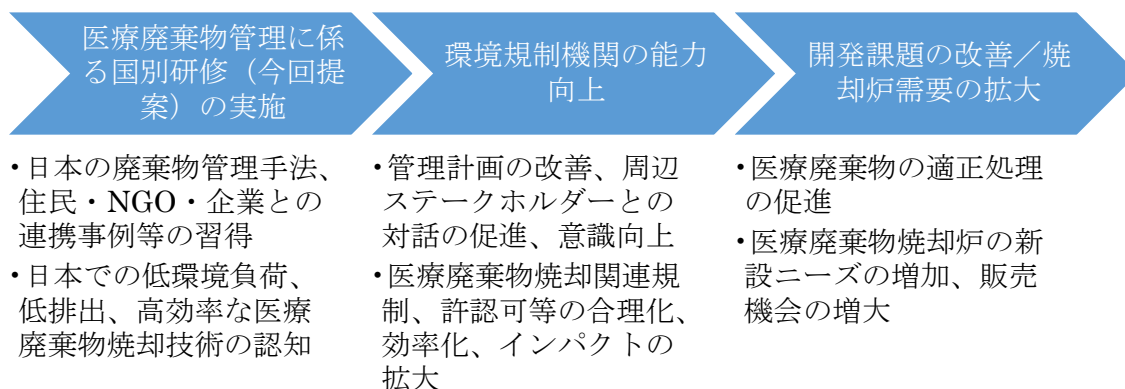 医療廃棄物管理に係
る国別研修（今回提
案）の実施
・日本の廃棄物管理手法、
住民・NGO・企業との
連携事例等の習得
・日本での低環境負荷、
低排出、高効率な医療
廃棄物焼却技術の認知
環境規制機関の能力
向上
・管理計画の改善、周辺
ステークホルダーとの
対話の促進、意識向上
・医療廃棄物焼却関連規
制、許認可等の合理化、
効率化、インパクトの
拡大
開発課題の改善／焼
却炉需要の拡大
・医療廃棄物の適正処理
の促進
・医療廃棄物焼却炉の新
設ニーズの増加、販売
機会の増大